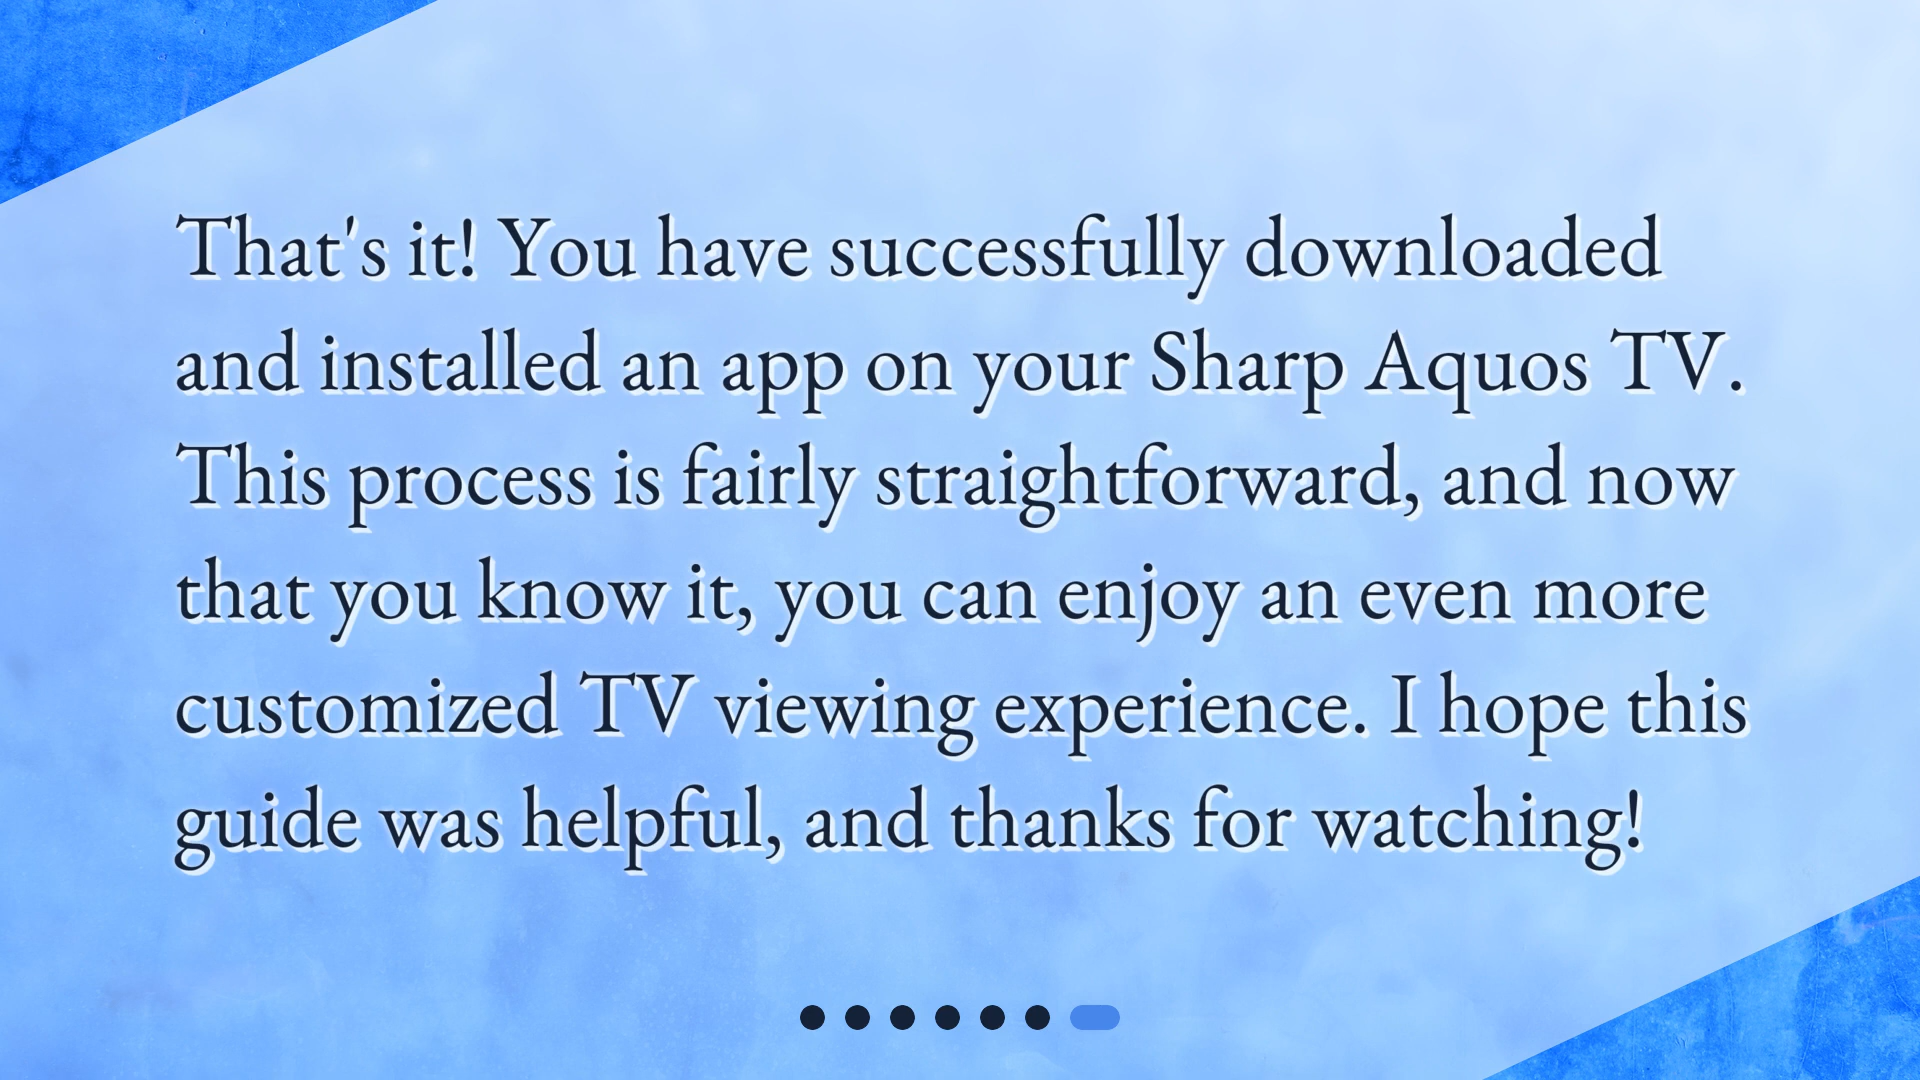 That's it! You have successfully downloaded
and installed an app on your Sharp Aquos TV.
This process is fairly straightforward, and now
that you know it, you can enjoy an even more
customized TV viewing experience. I hope this
guide was helpful, and thanks for watching!